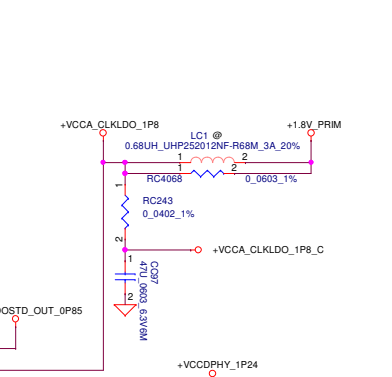 +VCCA_CLKLDO_1P8
LC1 @
+1.8V_PRIM
0.68UH_UHP252012NF-R68M_3A_20%
1
2
1
2
RC4068
0_0603_1%
1
RC243
0_0402_1%
2
+VCCA_CLKLDO_1P8_C
1
CC97
47U_0603_6.3V6M
2
OSTD_OUT_0P85
+VCCDPHY_1P24